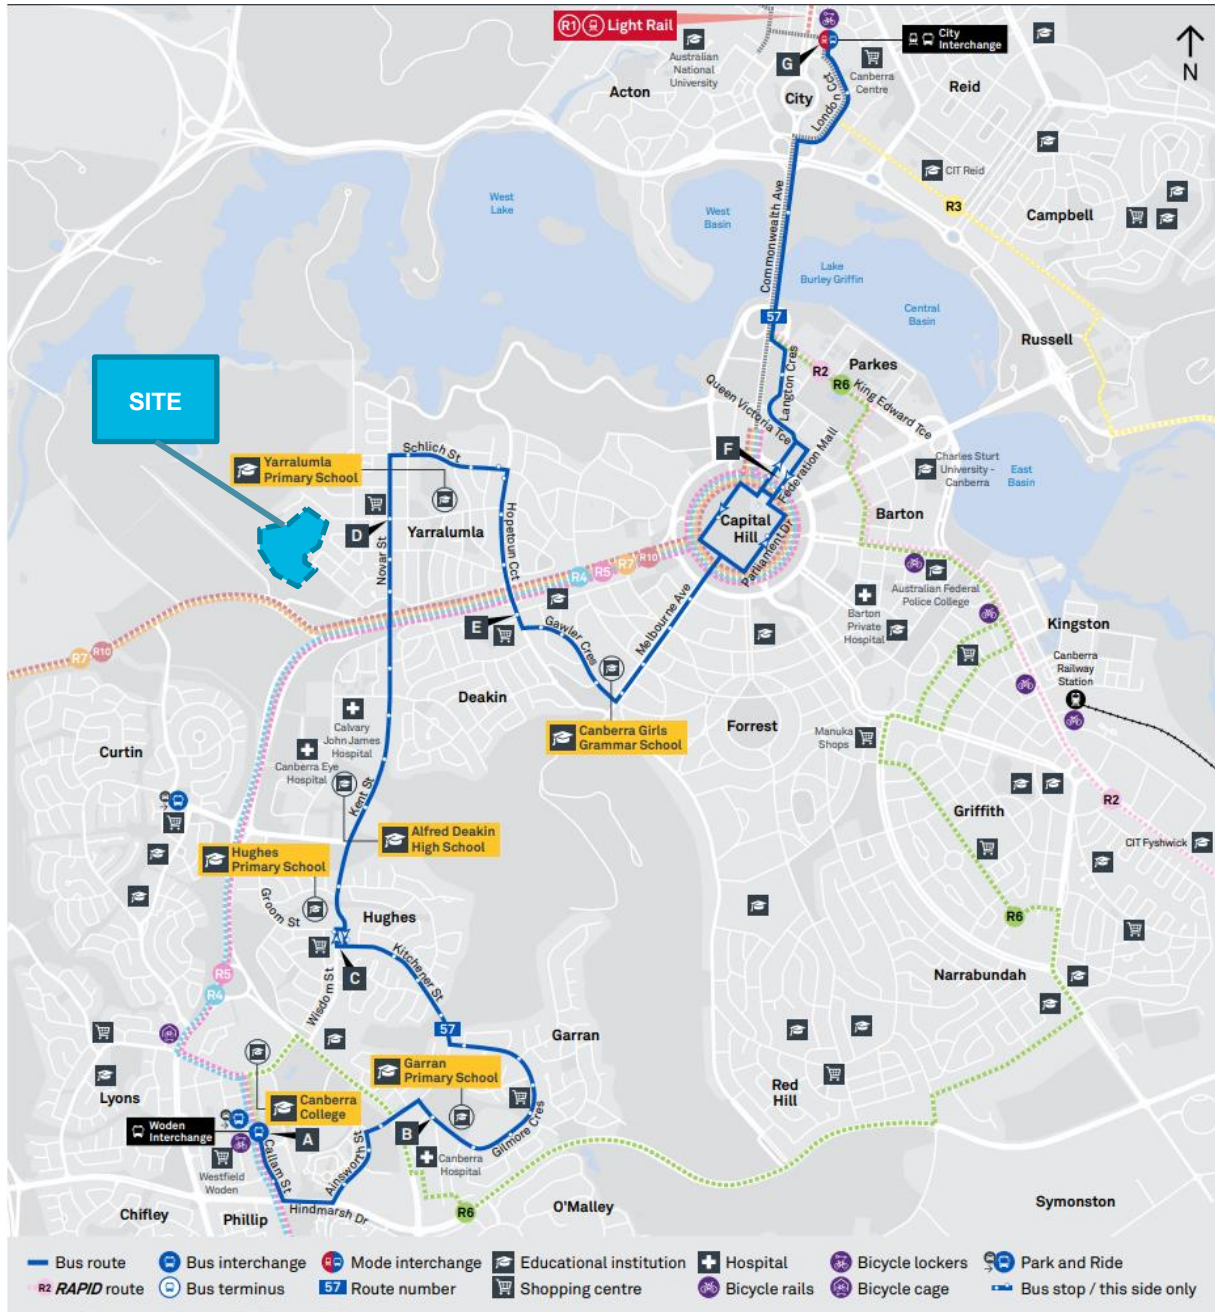 R1 Light Rail
City
Interchange
G
Australian
National
University
Canberra
Centre
Acton
Reid
City
London Cct
N
CIT Reid
R3
Campbell
West
Lake
West
Basin
Commonwealth Ave
Lake
Burley Griffin
Central
Basin
57
Russell
Parkes
R2
R6
King Edward Tce
Langton Cres
Queen Victoria Tce
SITE
Schlich St
Yarralumla
Primary School
F
Federation Mall
Charles Sturt
University -
Canberra
East
Basin
Barton
D
Yarralumla
Hopetoun Cct
Capital
Hill
Parliament Dr
Novar St
R4
R5
R7
R10
Australian Federal
Police College
Barton
Private
Hospital
Kingston
Canberra
Railway
Station
E
Gawler Cres
Melbourne Ave
R7
R10
Deakin
Forrest
Canberra Girls
Grammar School
Manuka
Shops
Calvary
John James
Hospital
Canberra Eye
Hospital
Curtin
Kent St
Alfred Deakin
High School
Hughes
Primary School
R2
Griffith
CIT Fyshwick
Groom St
Hughes
R6
C
Kitchener St
R5
R4
Wisdom St
Narrabundah
57
Garran
Garran
Primary School
Red
Hill
Lyons
Canberra
College
Woden
Interchange
A
B
Gilmore Cres
Callam St
Ainsworth St
Canberra
Hospital
Westfield
Woden
Hindmarsh Dr
R6
O'Malley
Symonston
Chifley
Phillip
Bus route
Bus interchange
Mode interchange
Educational institution
Hospital
Bicycle lockers
Park and Ride
R2 RAPID route
Bus terminus
57 Route number
Shopping centre
Bicycle rails
Bicycle cage
Bus stop / this side only